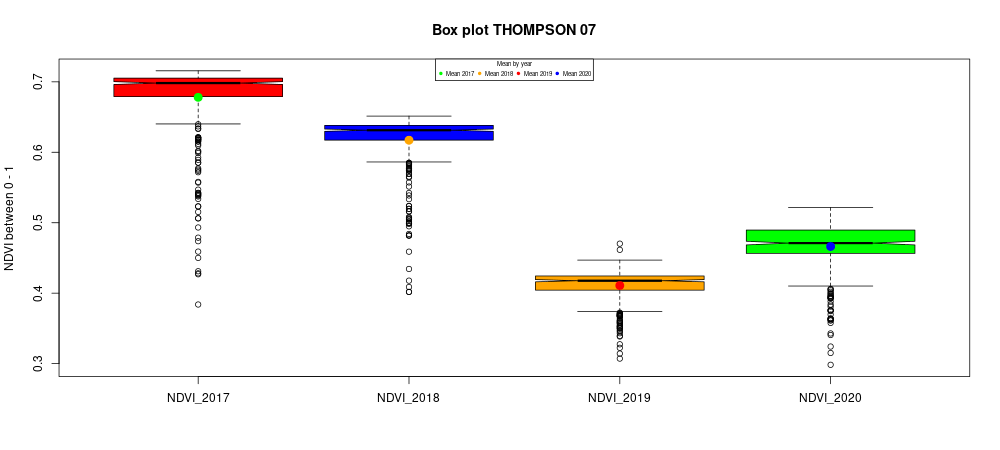 Box plot THOMPSON 07
Mean by year
Mean 2017 Mean 2018 Mean 2019 Mean 2020
NDVI between 0 - 1
0.7
0.6
0.5
0.4
0.3
NDVI_2017 NDVI_2018 NDVI_2019 NDVI_2020